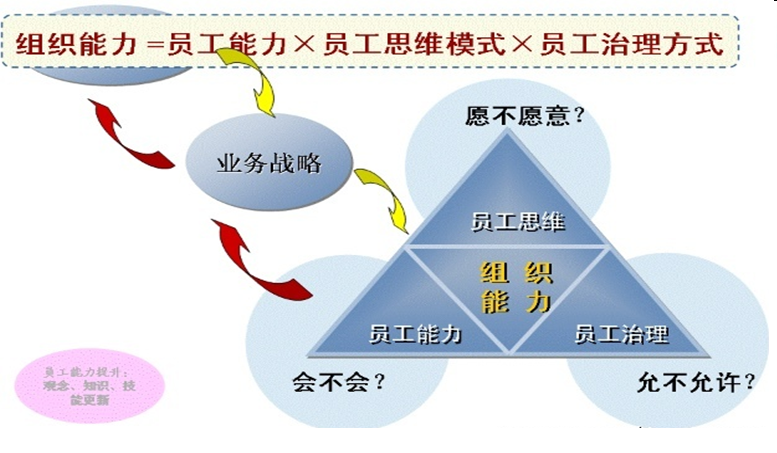 组织能力=员工能力×员工思维模式×员工治理方式
愿不愿意?
业务战略
员工思维
组 织
能 力
员工能力
员工治理
会不会?
允不允许?
员工能力提升:
观念、知识、技
能更新